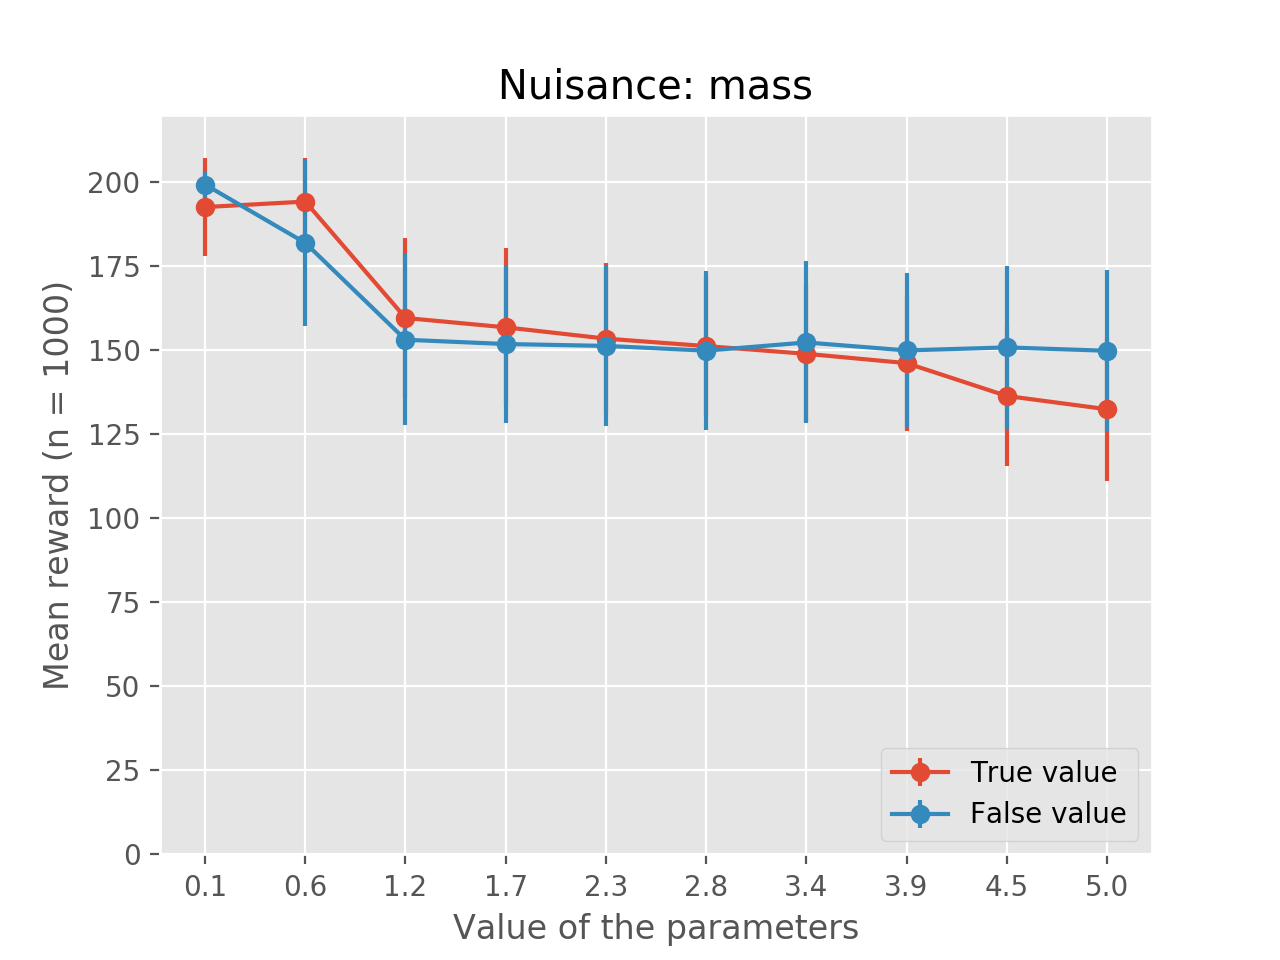 Nuisance: mass
Mean reward (n = 1000)
200
175
150
125
100
75
50
25
0
True value
False value
0.1 0.6 1.2 1.7 2.3 2.8 3.4 3.9 4.5 5.0
Value of the parameters